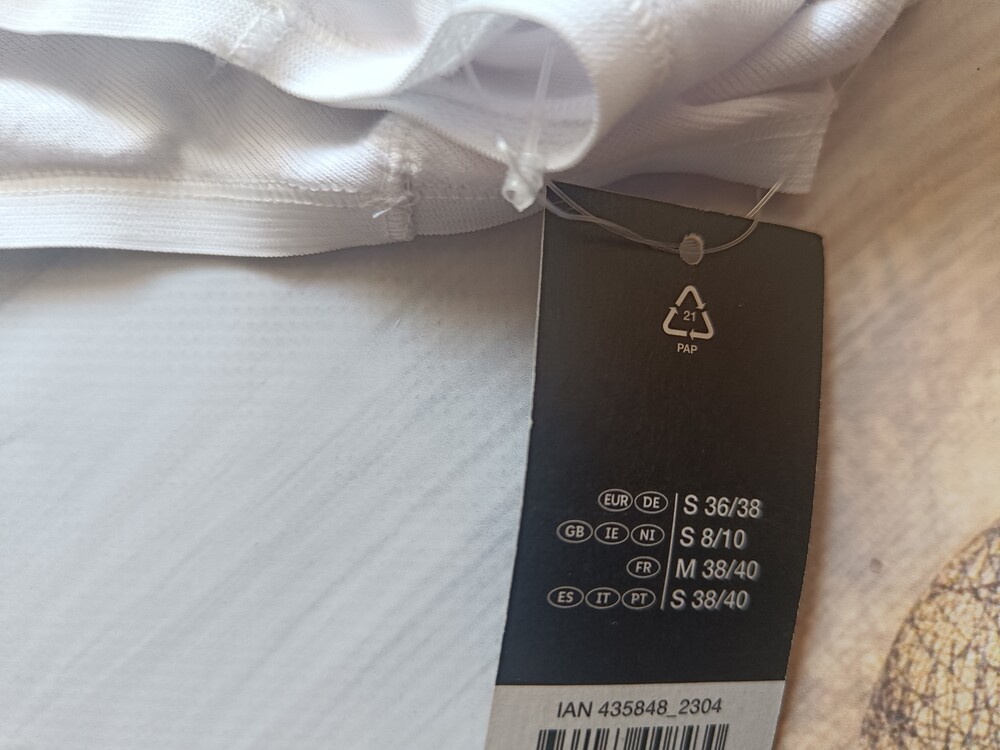 21
PAP
EUR DE S 36/38
GB IE NI S 8/10
FR M 38/40
ES IT PT S 38/40
IAN 435848_2304